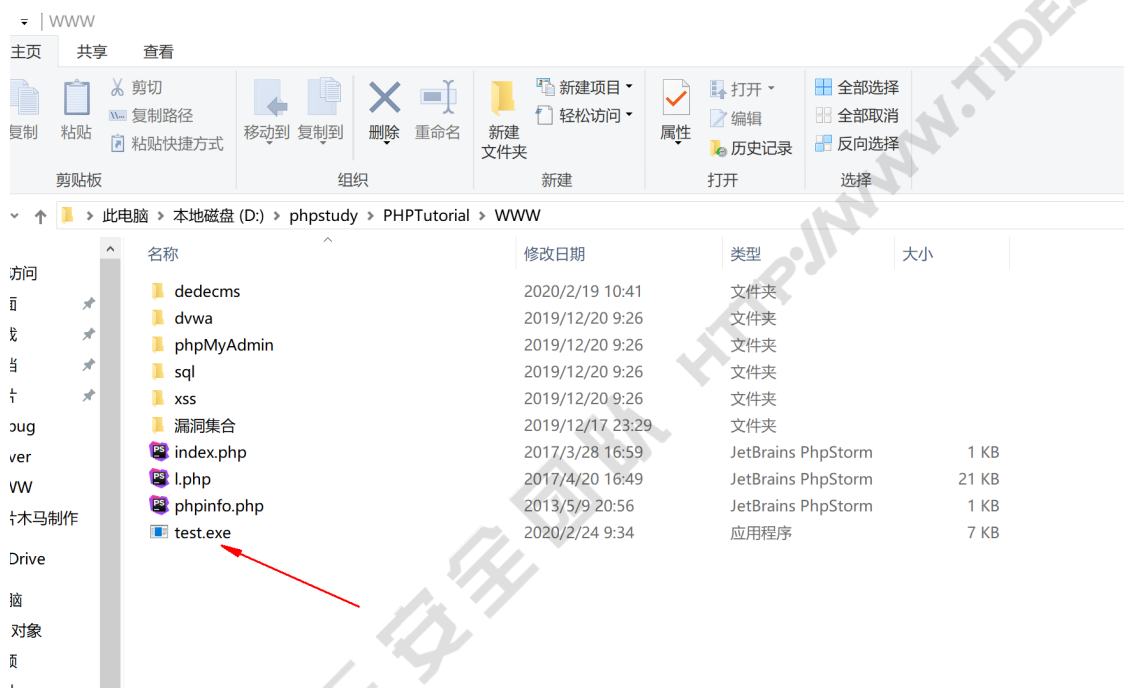 WWW
主页 共享 查看
复制 粘贴 剪切 移动到 复制到 删除 重命名 新建项目 打开 全部选择
复制路径 轻松访问 编辑 全部取消
粘贴快捷方式 新建文件夹 属性 历史记录 反向选择
剪贴板 组织 新建 打开 选择
此电脑 本地磁盘 (D:) phpstudy PHPTutorial WWW
名称 修改日期 类型 大小
dedecms 2020/2/19 10:41 文件夹
dvwa 2019/12/20 9:26 文件夹
phpMyAdmin 2019/12/20 9:26 文件夹
sql 2019/12/20 9:26 文件夹
xss 2019/12/20 9:26 文件夹
漏洞集合 2019/12/17 23:29 文件夹
index.php 2017/3/28 16:59 JetBrains PhpStorm 1 KB
l.php 2017/4/20 16:49 JetBrains PhpStorm 21 KB
phpinfo.php 2013/5/9 20:56 JetBrains PhpStorm 1 KB
test.exe 2020/2/24 9:34 应用程序 7 KB
访问
面
bug
ver
WW
片木马制作
Drive
脑
对象
安全团队 HTTP://WWW.TIDES